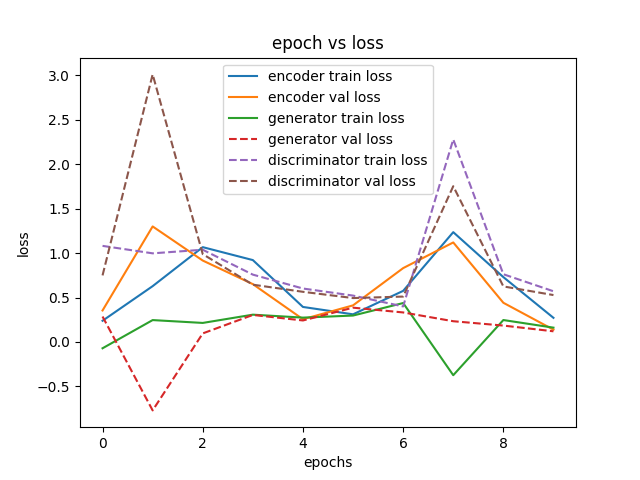 epoch vs loss
encoder train loss
encoder val loss
generator train loss
generator val loss
discriminator train loss
discriminator val loss
3.0
2.5
2.0
1.5
1.0
0.5
0.0
−0.5
loss
0 2 4 6 8
epochs